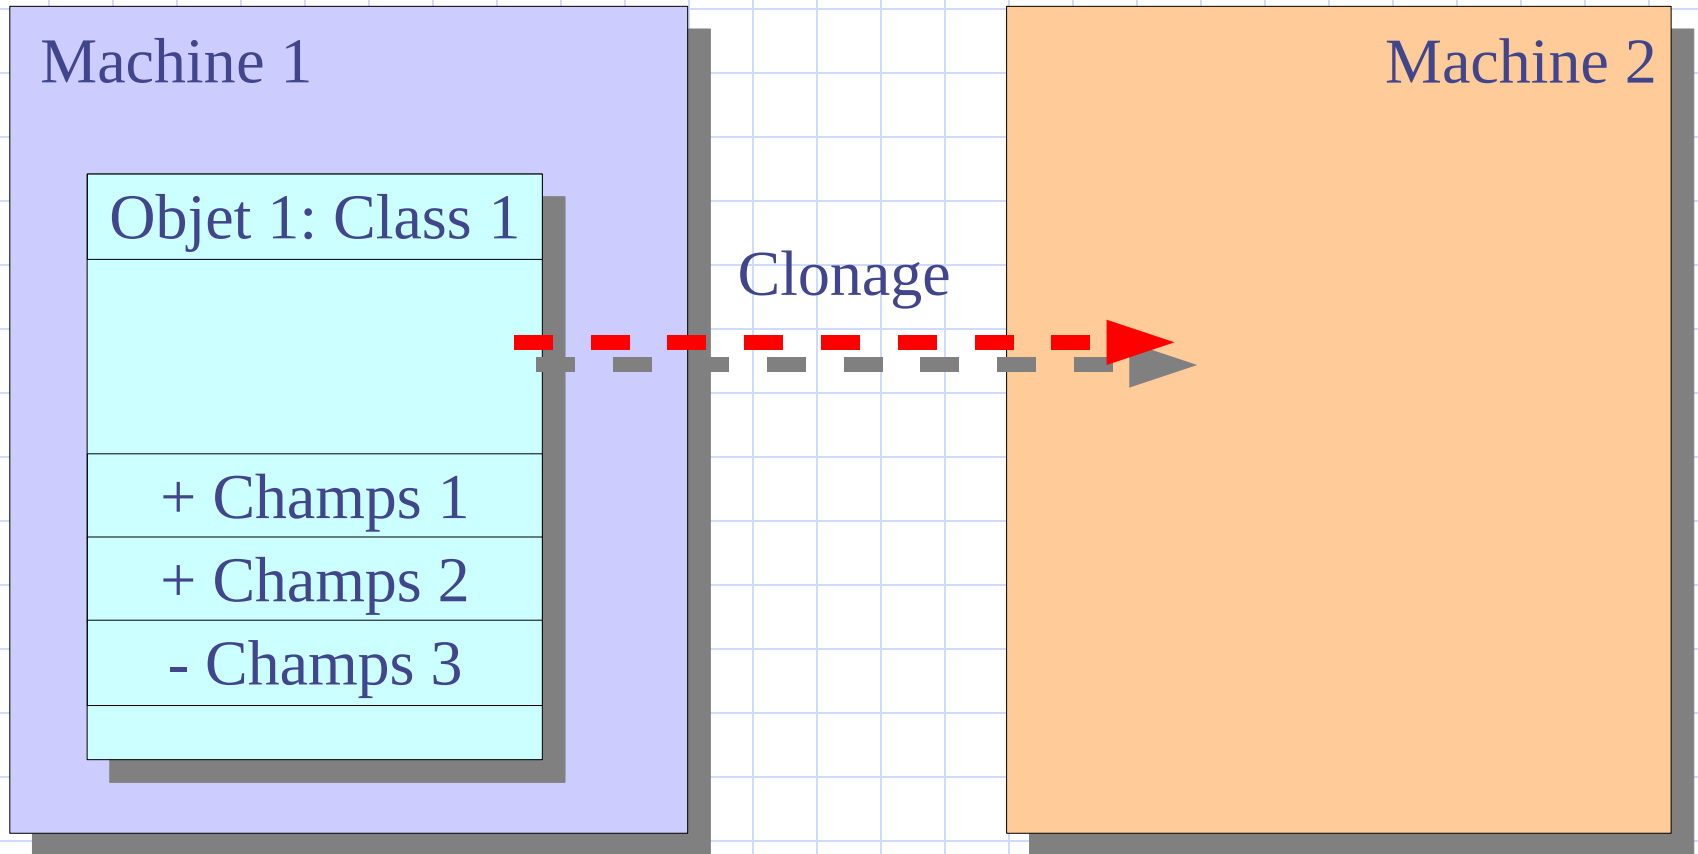 Machine 1
Machine 2
Objet 1: Class 1
Clonage
+ Champs 1
+ Champs 2
- Champs 3